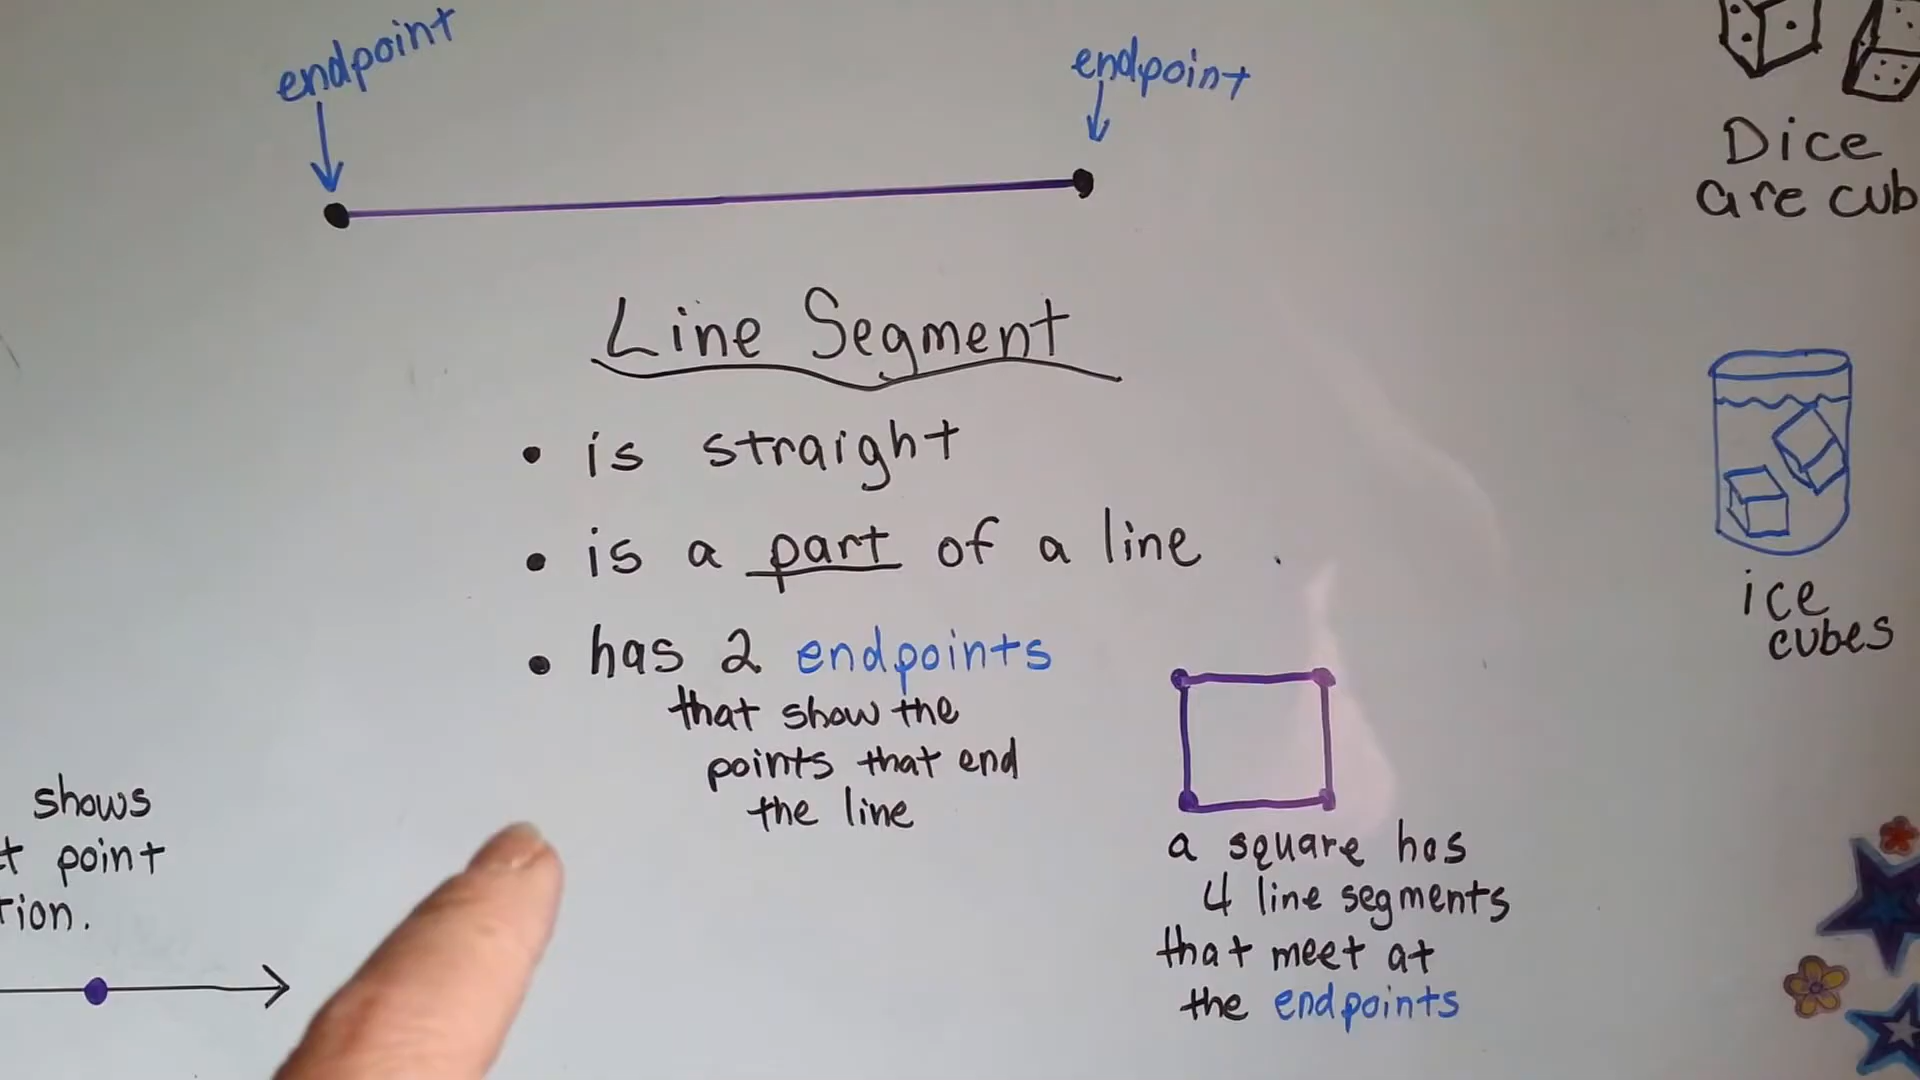 endpoint
endpoint
Line Segment
• is straight
• is a part of a line
• has 2 endpoints
that show the
points that end
the line
a square has
4 line segments
that meet at
the endpoints
Dice
are cub
ice
cubes
shows
t point
tion.